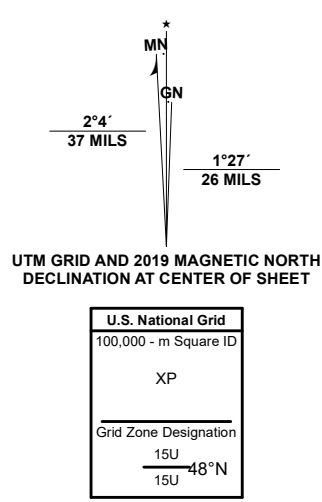 ★
MN
GN
2°4´
37 MILS
1°27´
26 MILS
UTM GRID AND 2019 MAGNETIC NORTH
DECLINATION AT CENTER OF SHEET
U.S. National Grid
100,000 - m Square ID
XP
Grid Zone Designation
15U
48°N
15U